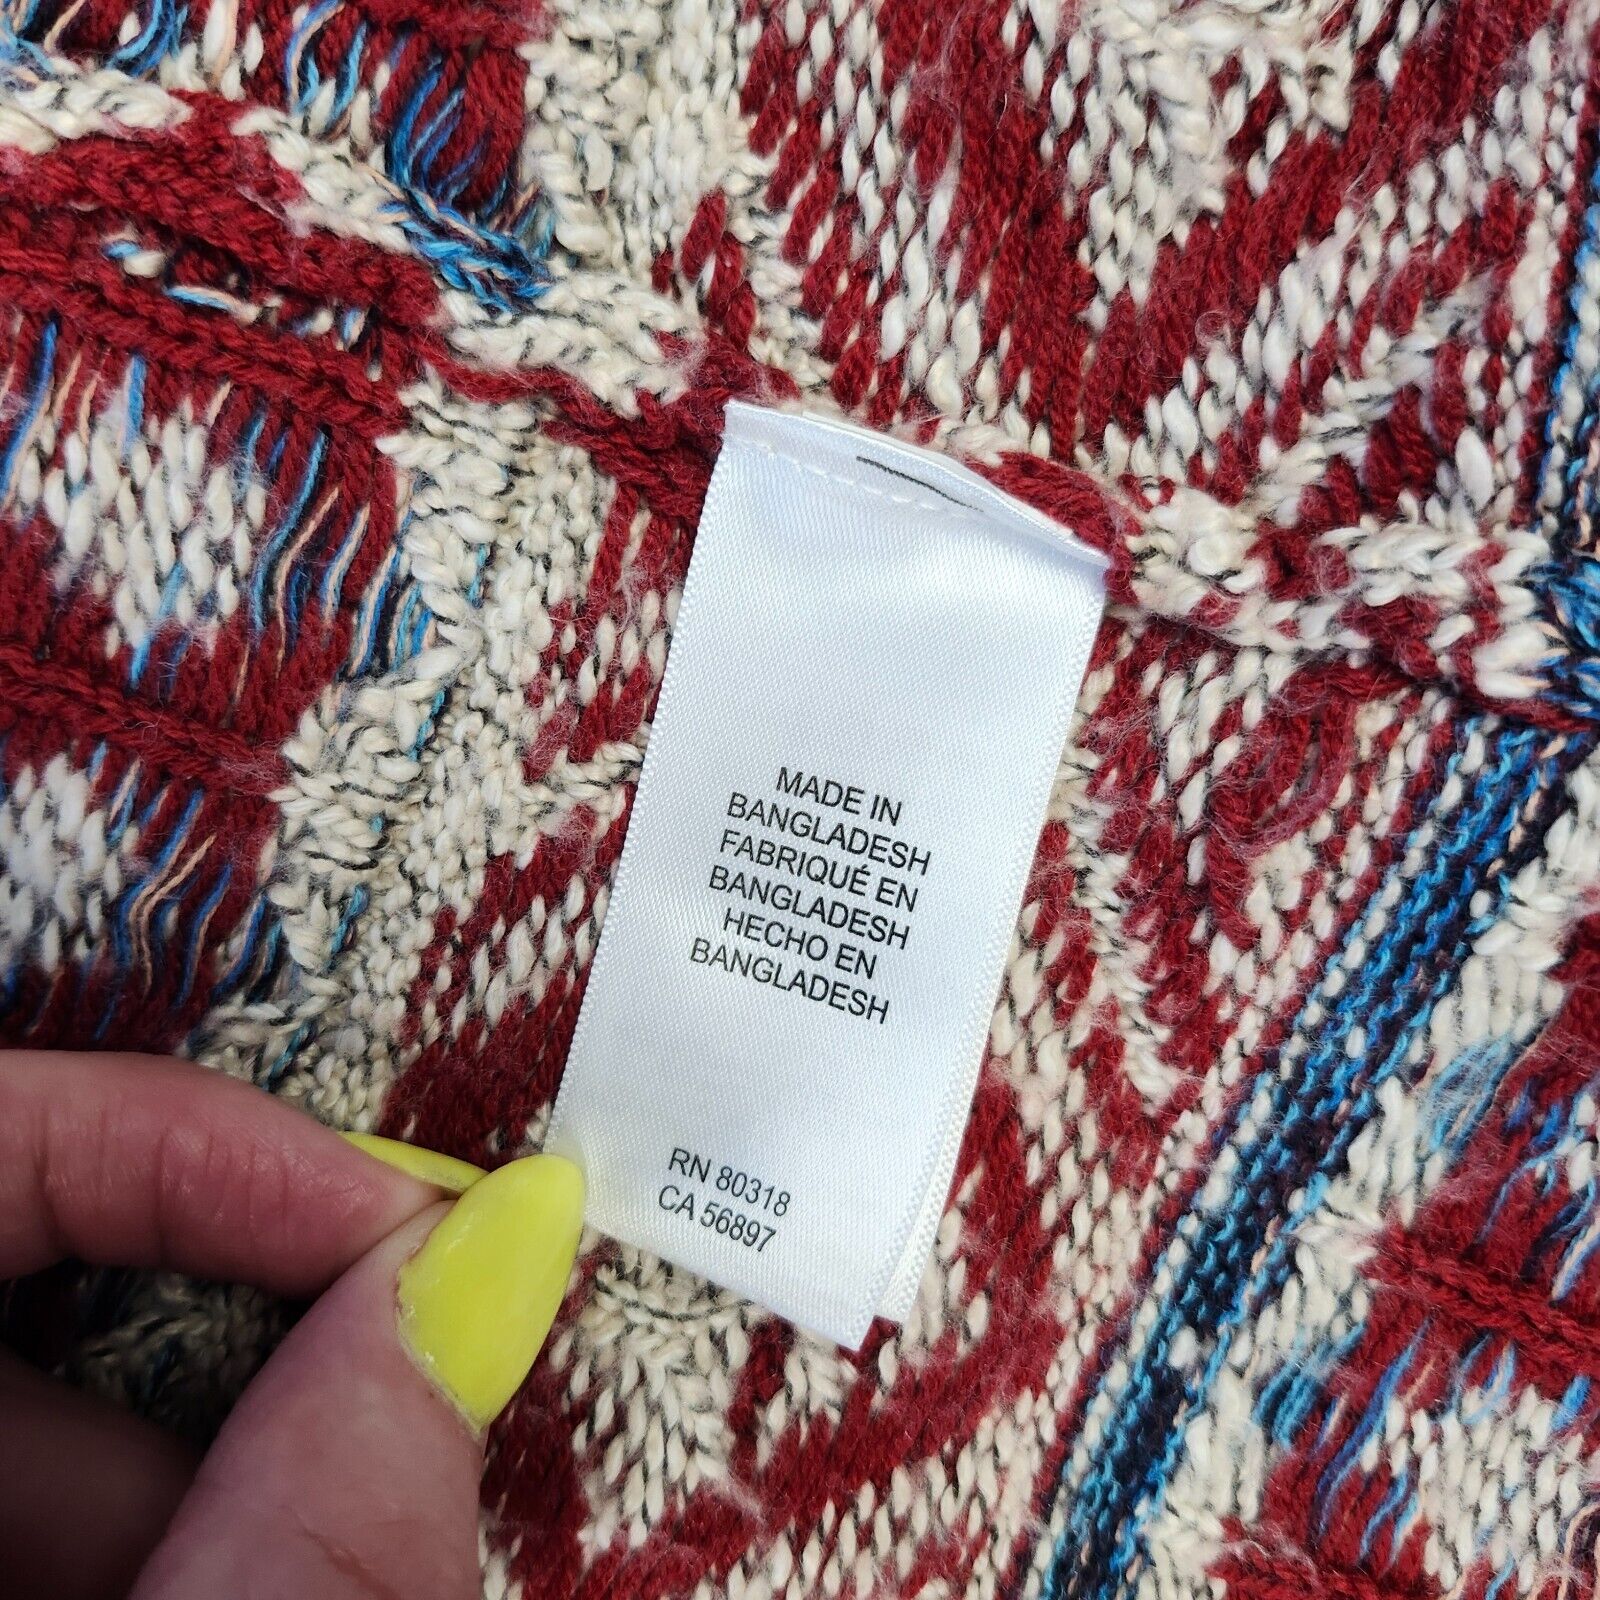 MADE IN
BANGLADESH
FABRIQUÉ EN
BANGLADESH
HECHO EN
BANGLADESH
RN 80318
CA 56897